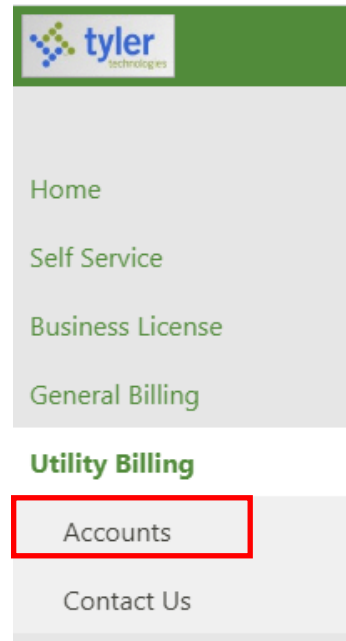 tyler
technologies
Home
Self Service
Business License
General Billing
Utility Billing
Accounts
Contact Us